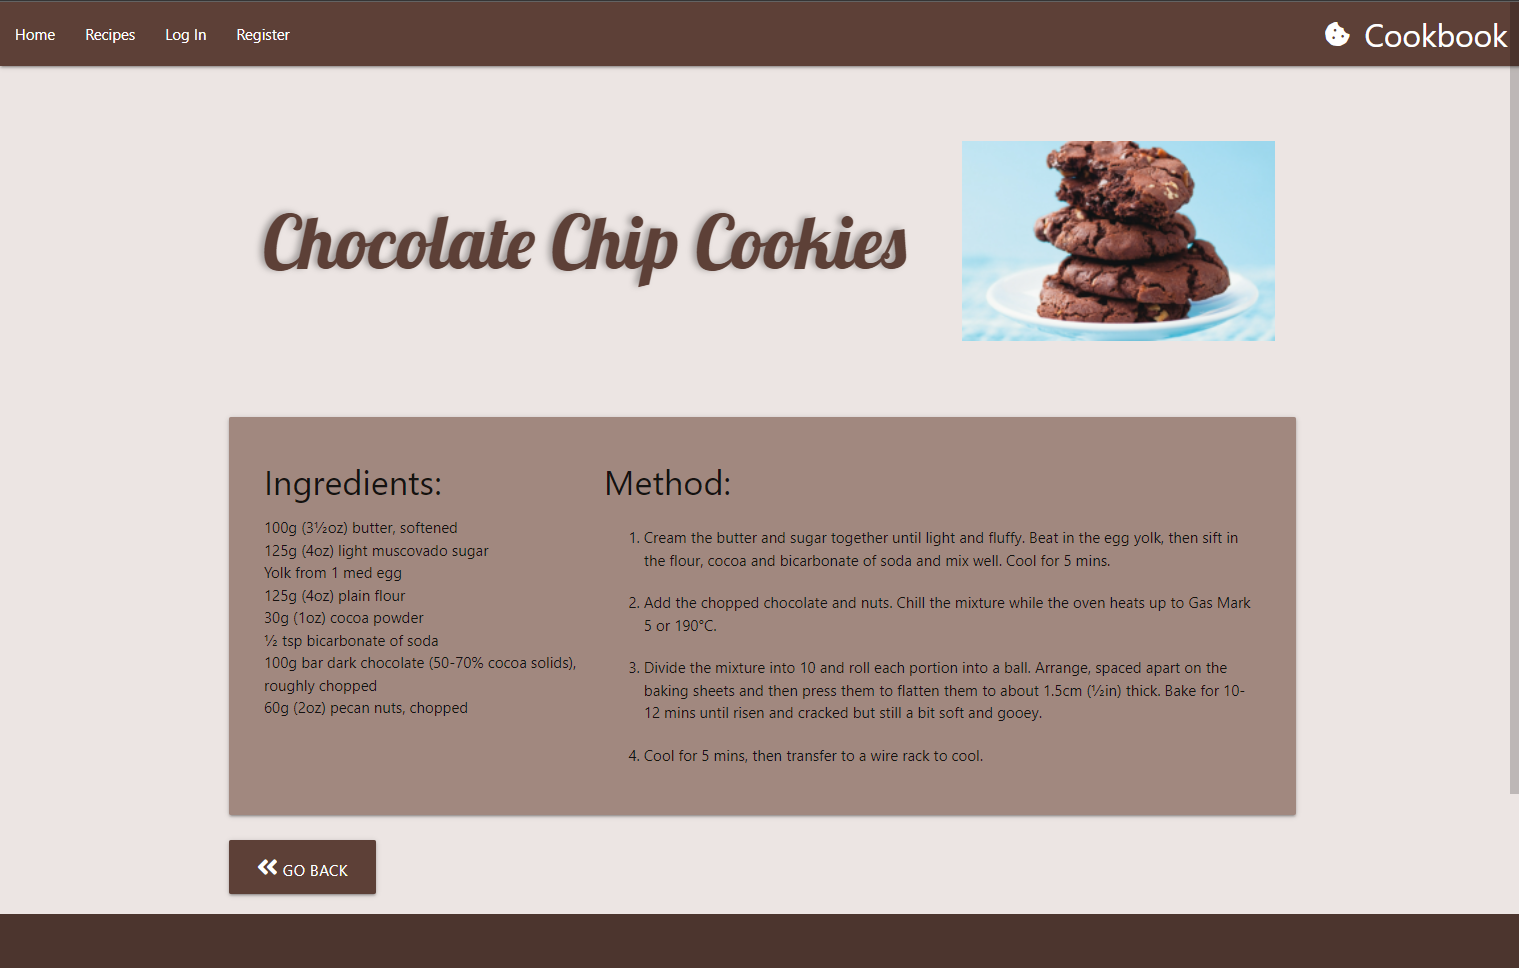 Home Recipes Log In Register Cookbook
Chocolate Chip Cookies
Ingredients:
100g (3½oz) butter, softened
125g (4oz) light muscovado sugar
Yolk from 1 med egg
125g (4oz) plain flour
30g (1oz) cocoa powder
½ tsp bicarbonate of soda
100g bar dark chocolate (50-70% cocoa solids),
roughly chopped
60g (2oz) pecan nuts, chopped
Method:
1. Cream the butter and sugar together until light and fluffy. Beat in the egg yolk, then sift in
the flour, cocoa and bicarbonate of soda and mix well. Cool for 5 mins.
2. Add the chopped chocolate and nuts. Chill the mixture while the oven heats up to Gas Mark
5 or 190°C.
3. Divide the mixture into 10 and roll each portion into a ball. Arrange, spaced apart on the
baking sheets and then press them to flatten them to about 1.5cm (½in) thick. Bake for 10-
12 mins until risen and cracked but still a bit soft and gooey.
4. Cool for 5 mins, then transfer to a wire rack to cool.
GO BACK